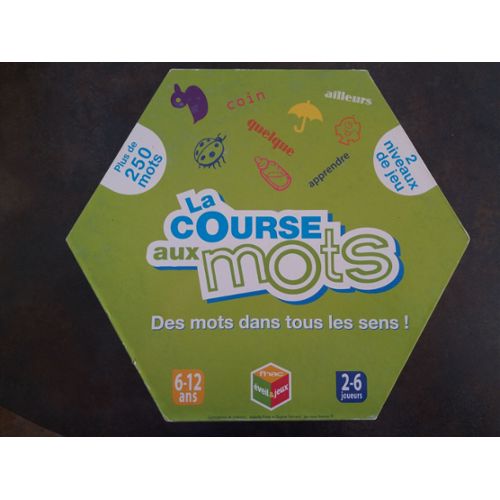 coin
ailleurs
quelque
apprendre
Plus de
250
mots
2
niveaux
de jeu
La
COURSE
aux mots
Des mots dans tous les sens !
6-12
ans
fnac
éveil & jeux
2-6
joueurs